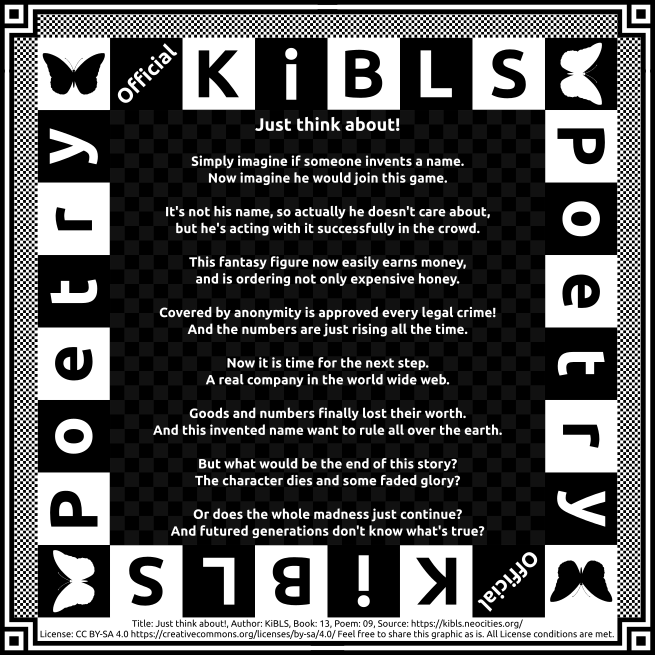 Official KiBLS
Poetry
Poetry
Just think about!
Simply imagine if someone invents a name.
Now imagine he would join this game.
It's not his name, so actually he doesn't care about,
but he's acting with it successfully in the crowd.
This fantasy figure now easily earns money,
and is ordering not only expensive honey.
Covered by anonymity is approved every legal crime!
And the numbers are just rising all the time.
Now it is time for the next step.
A real company in the world wide web.
Goods and numbers finally lost their worth.
And this invented name want to rule all over the earth.
But what would be the end of this story?
The character dies and some faded glory?
Or does the whole madness just continue?
And futured generations don't know what's true?
Official KiBLS
Title: Just think about!, Author: KiBLS, Book: 13, Poem: 09, Source: https://kibls.neocities.org/
License: CC BY-SA 4.0 https://creativecommons.org/licenses/by-sa/4.0/ Feel free to share this graphic as is. All License conditions are met.